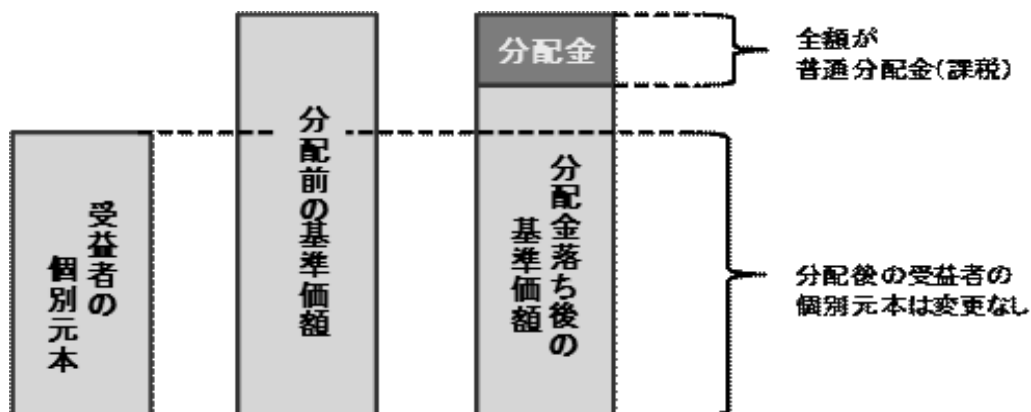 受益者の
個別元本
分配前の基準価額
分配金
分配金落ち後の
基準価額
全額が
普通分配金(課税)
分配後の受益者の
個別元本は変更なし